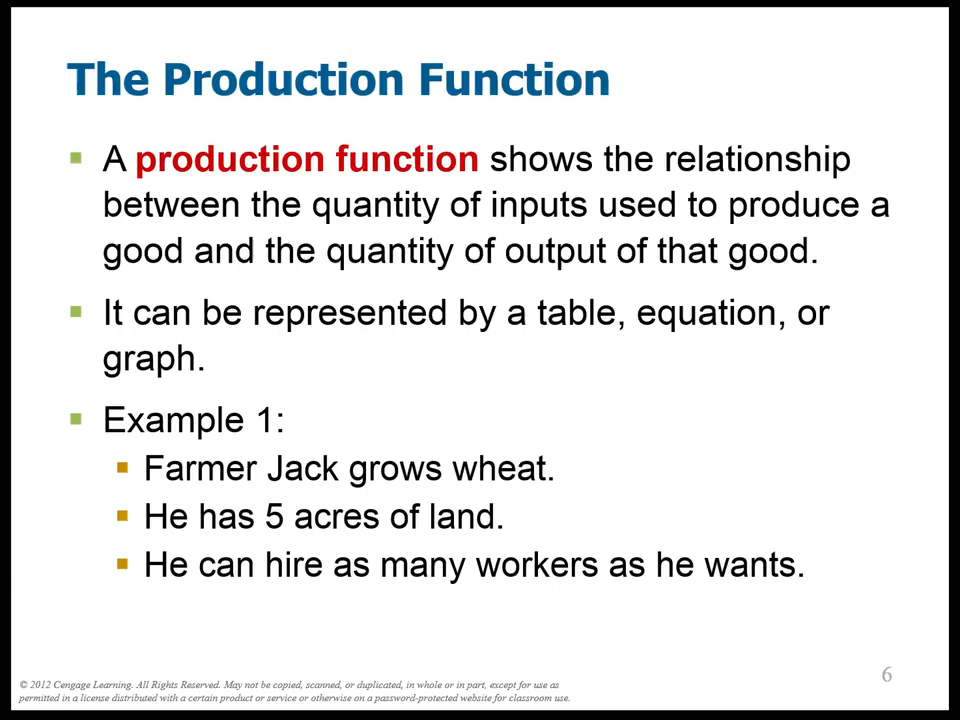 The Production Function
A production function shows the relationship
between the quantity of inputs used to produce a
good and the quantity of output of that good.
It can be represented by a table, equation, or
graph.
Example 1:
Farmer Jack grows wheat.
He has 5 acres of land.
He can hire as many workers as he wants.
6
© 2012 Cengage Learning. All Rights Reserved. May not be copied, scanned, or duplicated, in whole or in part, except for use as
permitted in a license distributed with a certain product or service or otherwise on a password-protected website for classroom use.